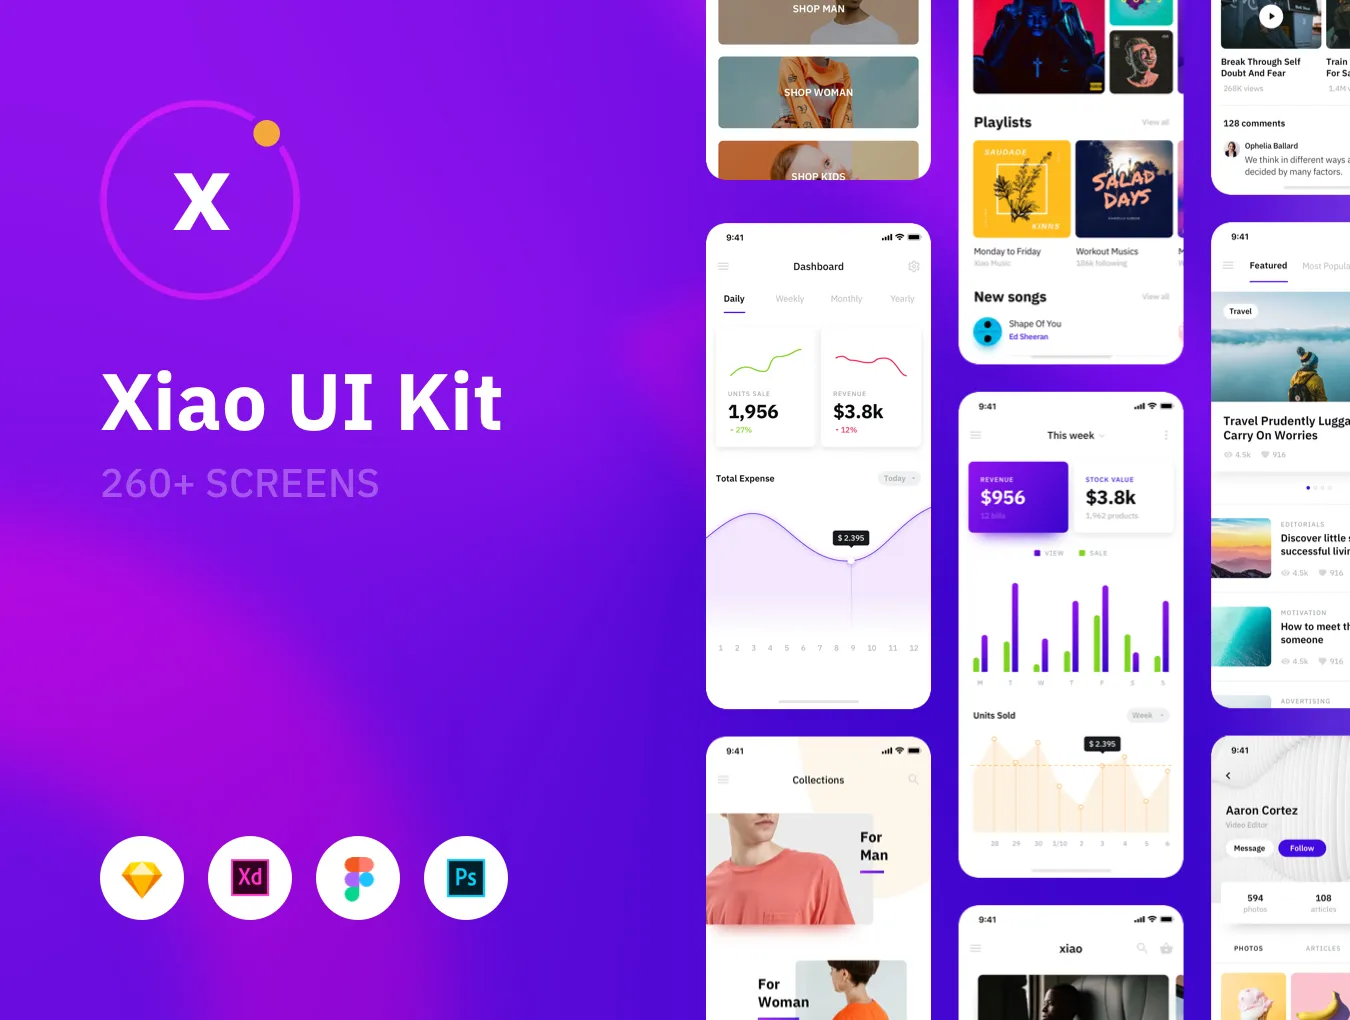 X
Xiao UI Kit
260+ SCREENS
Xd
Ps
SHOP MAN
SHOP WOMAN
SHOP KIDS
9:41
Dashboard
Daily Weekly Monthly Yearly
UNITS SALE
1,956
27%
REVENUE
$3.8k
12%
Total Expense
Today
$ 2.395
1 2 3 4 5 6 7 8 9 10 11 12
9:41
Collections
For
Man
For
Woman
Playlists
View all
SAUDADE
KINNS
SALAD
DAYS
Monday to Friday
Xiao Music
Workout Musics
186k following
New songs
View all
Shape Of You
Ed Sheeran
9:41
This week
REVENUE
$956
12 bills
STOCK VALUE
$3.8k
1,962 products
VIEW SALE
M T W T F S S
Units Sold
Week
$ 2.395
28 29 30 1/10 2 3 4 5 6
9:41
xiao
Break Through Self
Doubt And Fear
268K views
Train
For Sa
1.4M
128 comments
Ophelia Ballard
We think in different ways a
decided by many factors.
9:41
Featured
Most Popula
Travel
Travel Prudently Lugga
Carry On Worries
4.5k 916
EDITORIALS
Discover little s
successful livin
4.5k 916
MOTIVATION
How to meet th
someone
4.5k 916
ADVERTISING
9:41
Aaron Cortez
Video Editor
Message
Follow
594
photos
108
articles
PHOTOS
ARTICLES